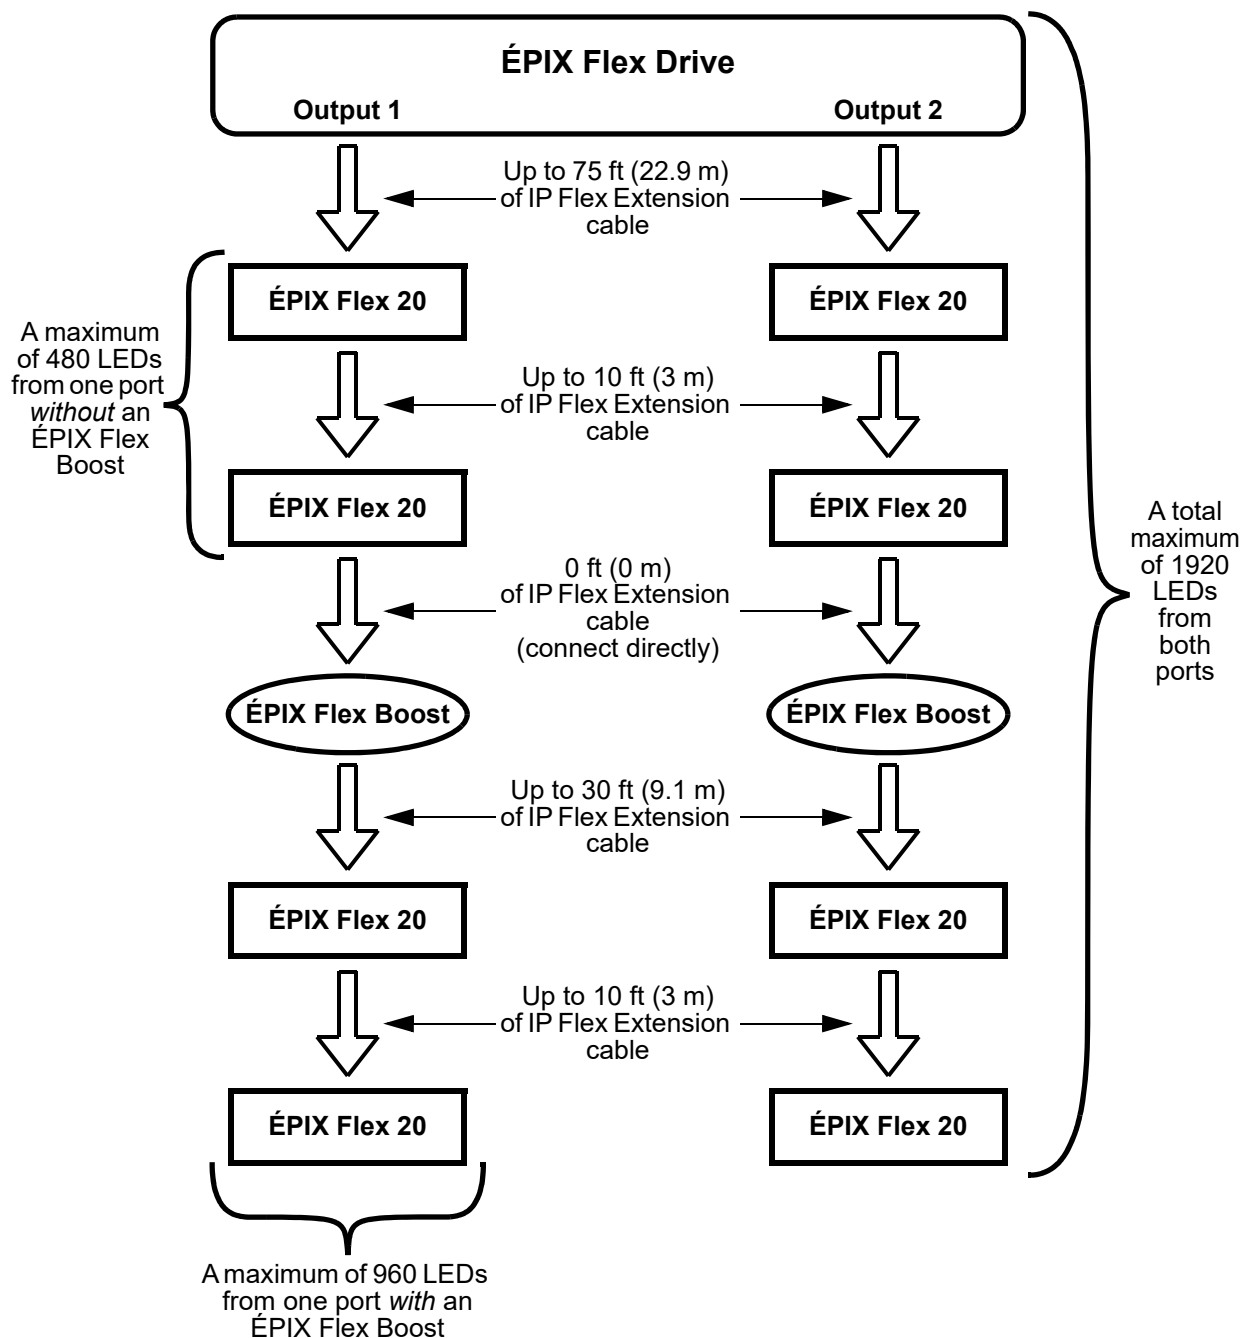 ÉPIX Flex Drive
Output 1
Output 2
Up to 75 ft (22.9 m)
of IP Flex Extension
cable
ÉPIX Flex 20
ÉPIX Flex 20
A maximum
of 480 LEDs
from one port
without an
ÉPIX Flex
Boost
Up to 10 ft (3 m)
of IP Flex Extension
cable
ÉPIX Flex 20
ÉPIX Flex 20
A total
maximum
of 1920
LEDs
from
both
ports
0 ft (0 m)
of IP Flex Extension
cable
(connect directly)
ÉPIX Flex Boost
ÉPIX Flex Boost
Up to 30 ft (9.1 m)
of IP Flex Extension
cable
ÉPIX Flex 20
ÉPIX Flex 20
Up to 10 ft (3 m)
of IP Flex Extension
cable
ÉPIX Flex 20
ÉPIX Flex 20
A maximum of 960 LEDs
from one port with an
ÉPIX Flex Boost